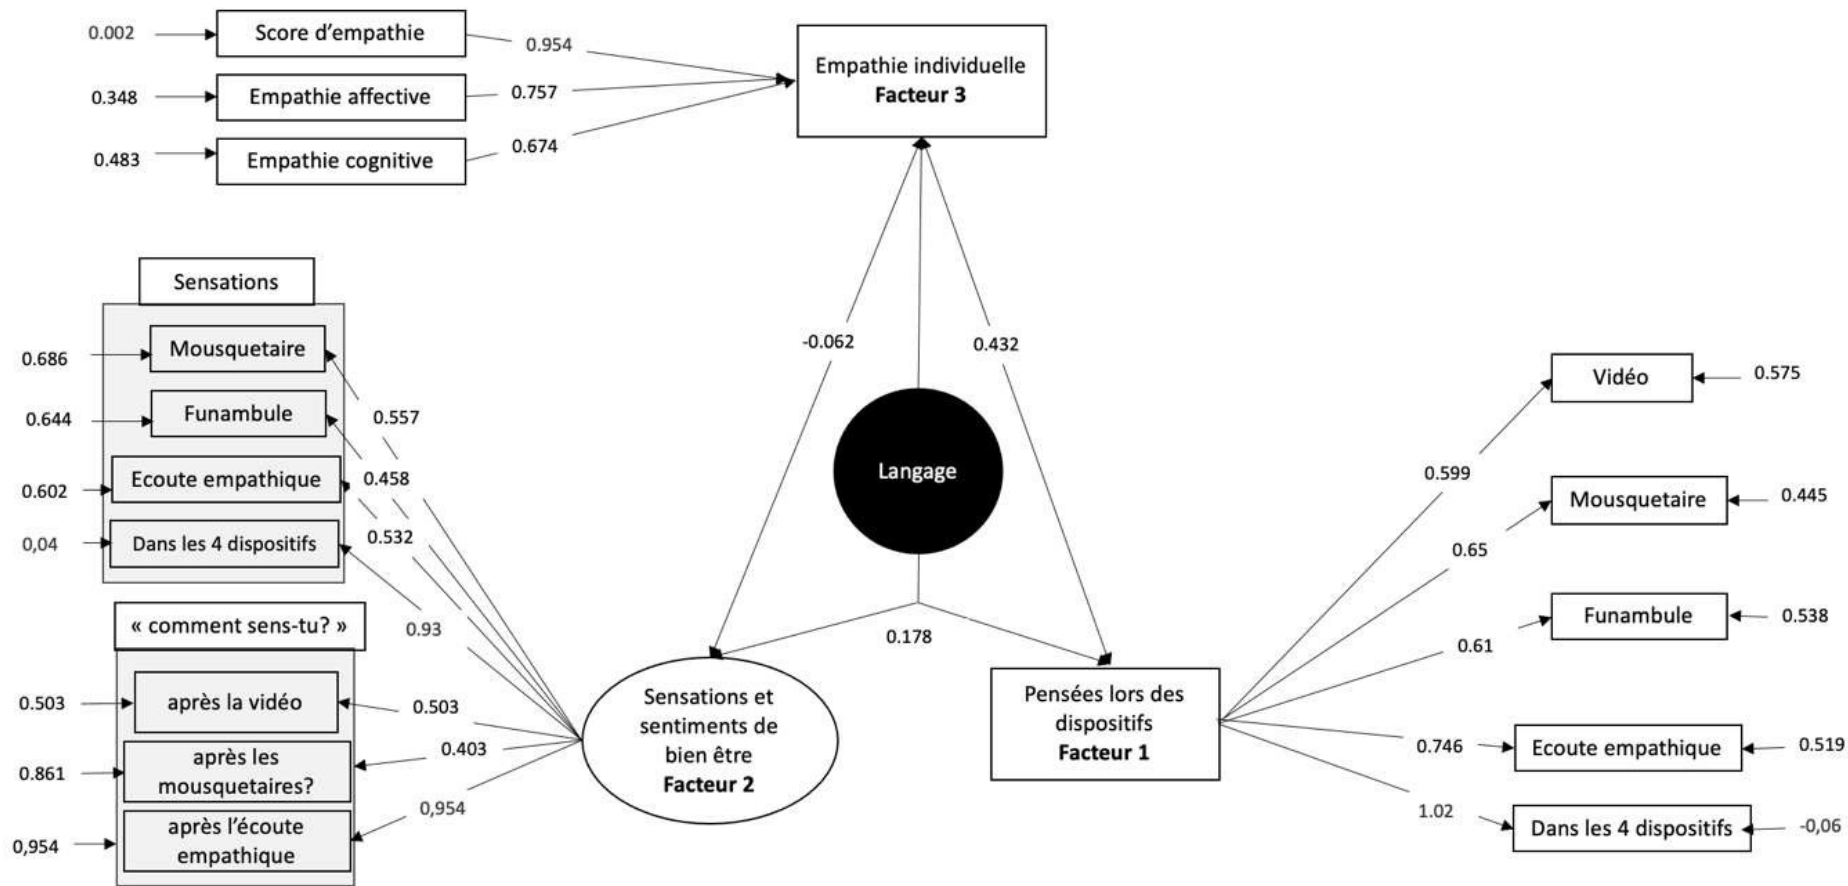 0.002
Score d'empathie
0.954
0.348
Empathie affective
0.757
0.483
Empathie cognitive
0.674
Empathie individuelle
Facteur 3
Sensations
0.686
Mousquetaire
0.557
0.644
Funambule
0.458
0.602
Ecoute empathique
0.532
0,04
Dans les 4 dispositifs
0.93
« comment sens-tu? »
0.503
après la vidéo
0.503
0.861
après les
mousquetaires?
0.403
0,954
après l'écoute
empathique
0,954
-0.062
0.432
Langage
0.178
Sensations et
sentiments de
bien être
Facteur 2
Pensées lors des
dispositifs
Facteur 1
0.599
Vidéo
0.575
0.65
Mousquetaire
0.445
0.61
Funambule
0.538
0.746
Ecoute empathique
0.519
1.02
Dans les 4 dispositifs
-0,06